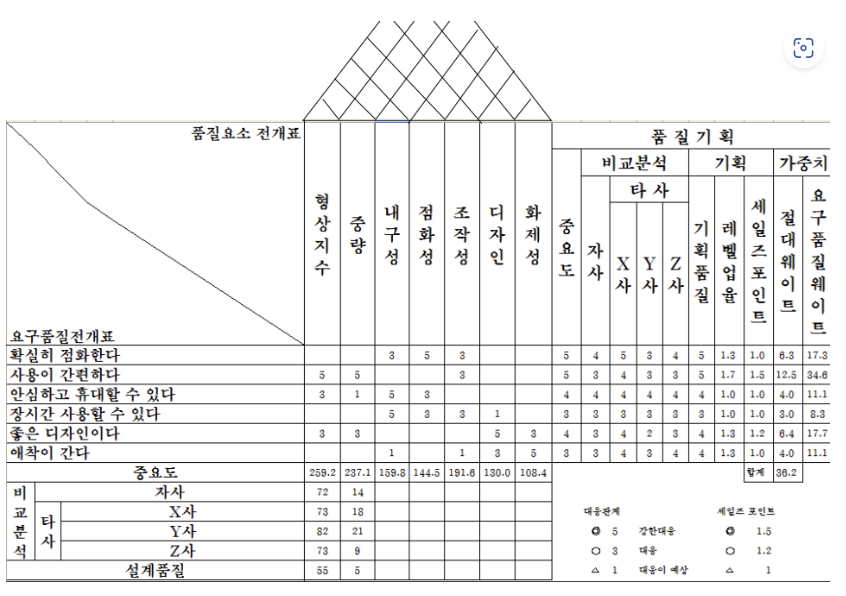 품질요소 전개표
요구품질전개표
형상지수 중량 내구성 점화성 조작성 디자인 화제성
품질기획
비교분석 기획 가중치
타사
중요도 자사 X사 Y사 Z사 기획품질 레벨업율 세일즈포인트 절대웨이트 요구품질웨이트
확실히 점화한다 3 5 3 5 4 5 3 4 5 1.3 1.0 6.3 17.3
사용이 간편하다 5 5 3 5 3 4 3 3 5 1.7 1.5 12.5 34.6
안심하고 휴대할 수 있다 3 1 5 3 4 4 4 4 4 4 1.0 1.0 4.0 11.1
장시간 사용할 수 있다 5 3 3 1 3 3 3 3 3 3 1.0 1.0 3.0 8.3
좋은 디자인이다 3 3 5 3 4 3 4 2 3 4 1.3 1.2 6.4 17.7
애착이 간다 1 1 3 5 3 3 4 3 4 4 1.3 1.0 4.0 11.1
중요도 259.2 237.1 159.8 144.5 191.6 130.0 108.4 합계 36.2
비교분석
자사 72 14
타사
X사 73 18
Y사 82 21
Z사 73 9
설계품질 55 5
대응관계 세일즈 포인트
◎ 5 강한대응 ◎ 1.5
○ 3 대응 ○ 1.2
△ 1 대응이 예상 △ 1